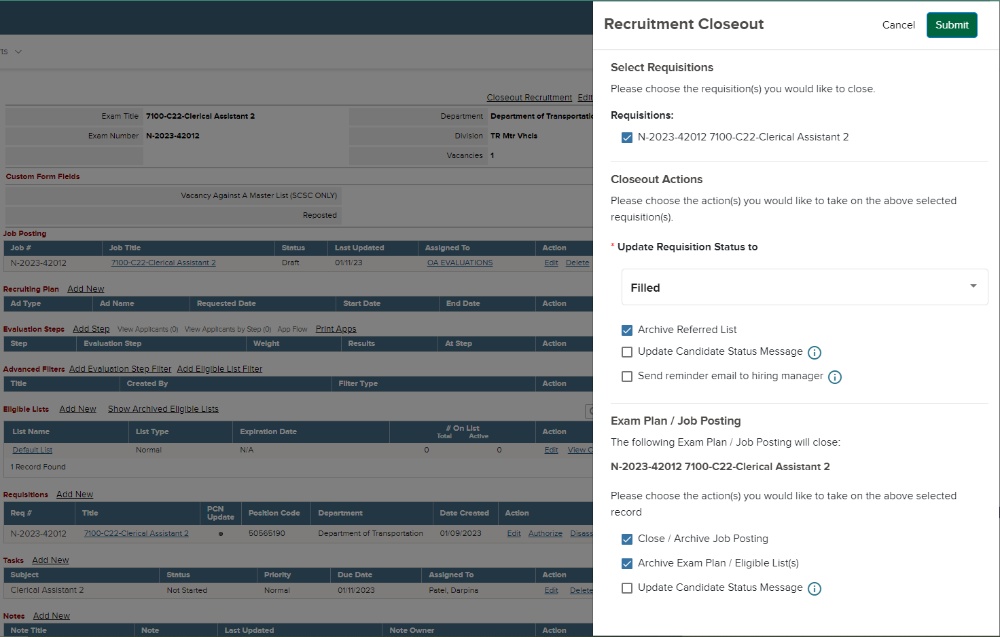 Recruitment Closeout
Cancel Submit
ts
Closeout Recruitment Edit
Exam Title 7100-C22-Clerical Assistant 2 Department Department of Transportatic
Exam Number N-2023-42012 Division TR Mtr Vhcls
Vacancies 1
Custom Form Fields
Vacancy Against A Master List (SCSC ONLY)
Reposted
Job Posting
Job # Job Title Status Last Updated Assigned To Action
N-2023-42012 7100-C22-Clerical Assistant 2 Draft 01/11/23 OA EVALUATIONS Edit Delete
Recruiting Plan Add New
Ad Type Ad Name Requested Date Start Date End Date Action
Evaluation Steps Add Step View Applicants (0) View Applicants by Step (0) App Flow Print Apps
Step Evaluation Step Weight Results At Step Action
Advanced Filters Add Evaluation Step Filter Add Eligible List Filter
Title Created By Filter Type Action
Eligible Lists Add New Show Archived Eligible Lists
List Name List Type Expiration Date # On List Action
Total Active
Default List Normal N/A 0 0 Edit View C
1 Record Found
Requisitions Add New
Req # Title PCN Update Position Code Department Date Created Action
N-2023-42012 7100-C22-Clerical Assistant 2 50565190 Department of Transportation 01/09/2023 Edit Authorize Disass
Tasks Add New
Subject Status Priority Due Date Assigned To Action
Clerical Assistant 2 Not Started Normal 01/11/2023 Patel, Darpina Edit Delete
Notes Add New
Note Title Note Last Updated Note Owner Action
Select Requisitions
Please choose the requisition(s) you would like to close.
Requisitions:
N-2023-42012 7100-C22-Clerical Assistant 2
Closeout Actions
Please choose the action(s) you would like to take on the above selected
requisition(s).
* Update Requisition Status to
Filled
Archive Referred List
Update Candidate Status Message
Send reminder email to hiring manager
Exam Plan / Job Posting
The following Exam Plan / Job Posting will close:
N-2023-42012 7100-C22-Clerical Assistant 2
Please choose the action(s) you would like to take on the above selected
record
Close / Archive Job Posting
Archive Exam Plan / Eligible List(s)
Update Candidate Status Message